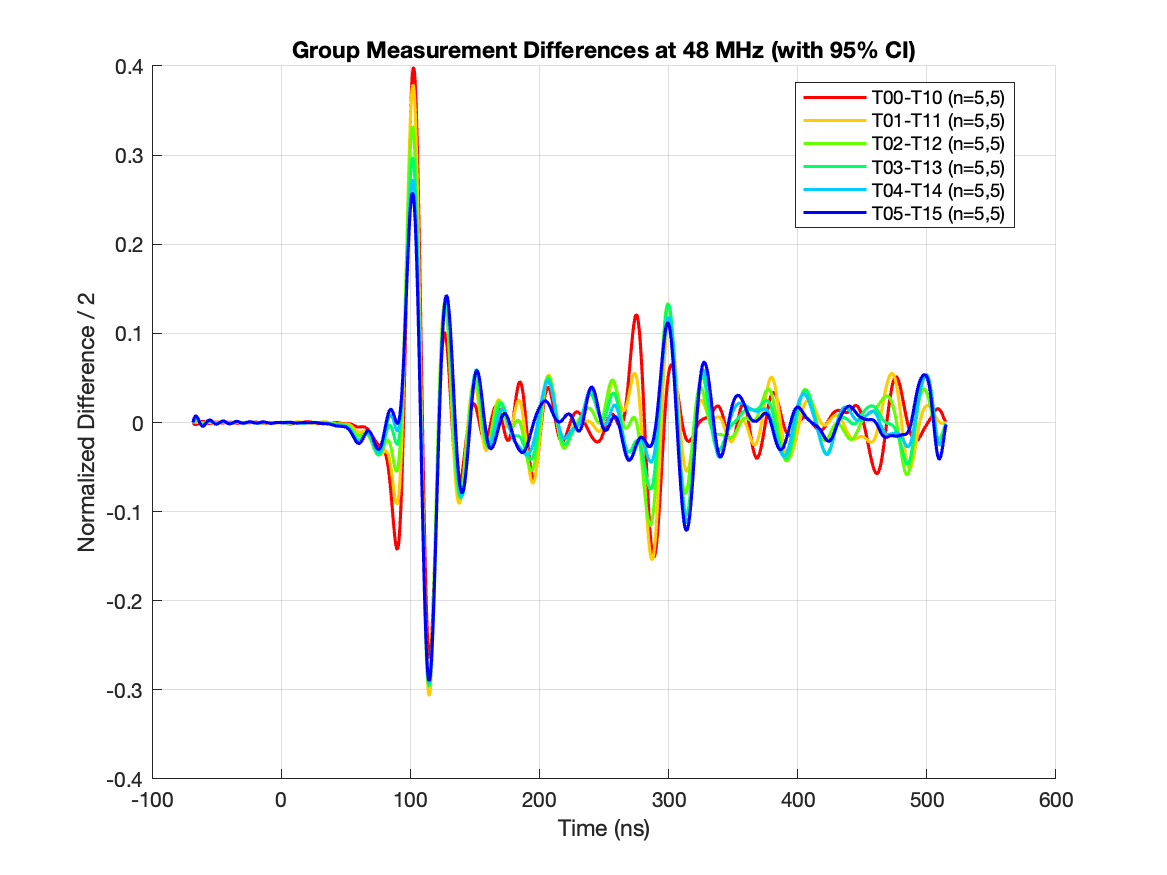 Group Measurement Differences at 48 MHz (with 95% CI)
0.4
0.3
0.2
0.1
0
-0.1
-0.2
-0.3
-0.4
Normalized Difference / 2
T00-T10 (n=5,5)
T01-T11 (n=5,5)
T02-T12 (n=5,5)
T03-T13 (n=5,5)
T04-T14 (n=5,5)
T05-T15 (n=5,5)
-100 0 100 200 300 400 500 600
Time (ns)